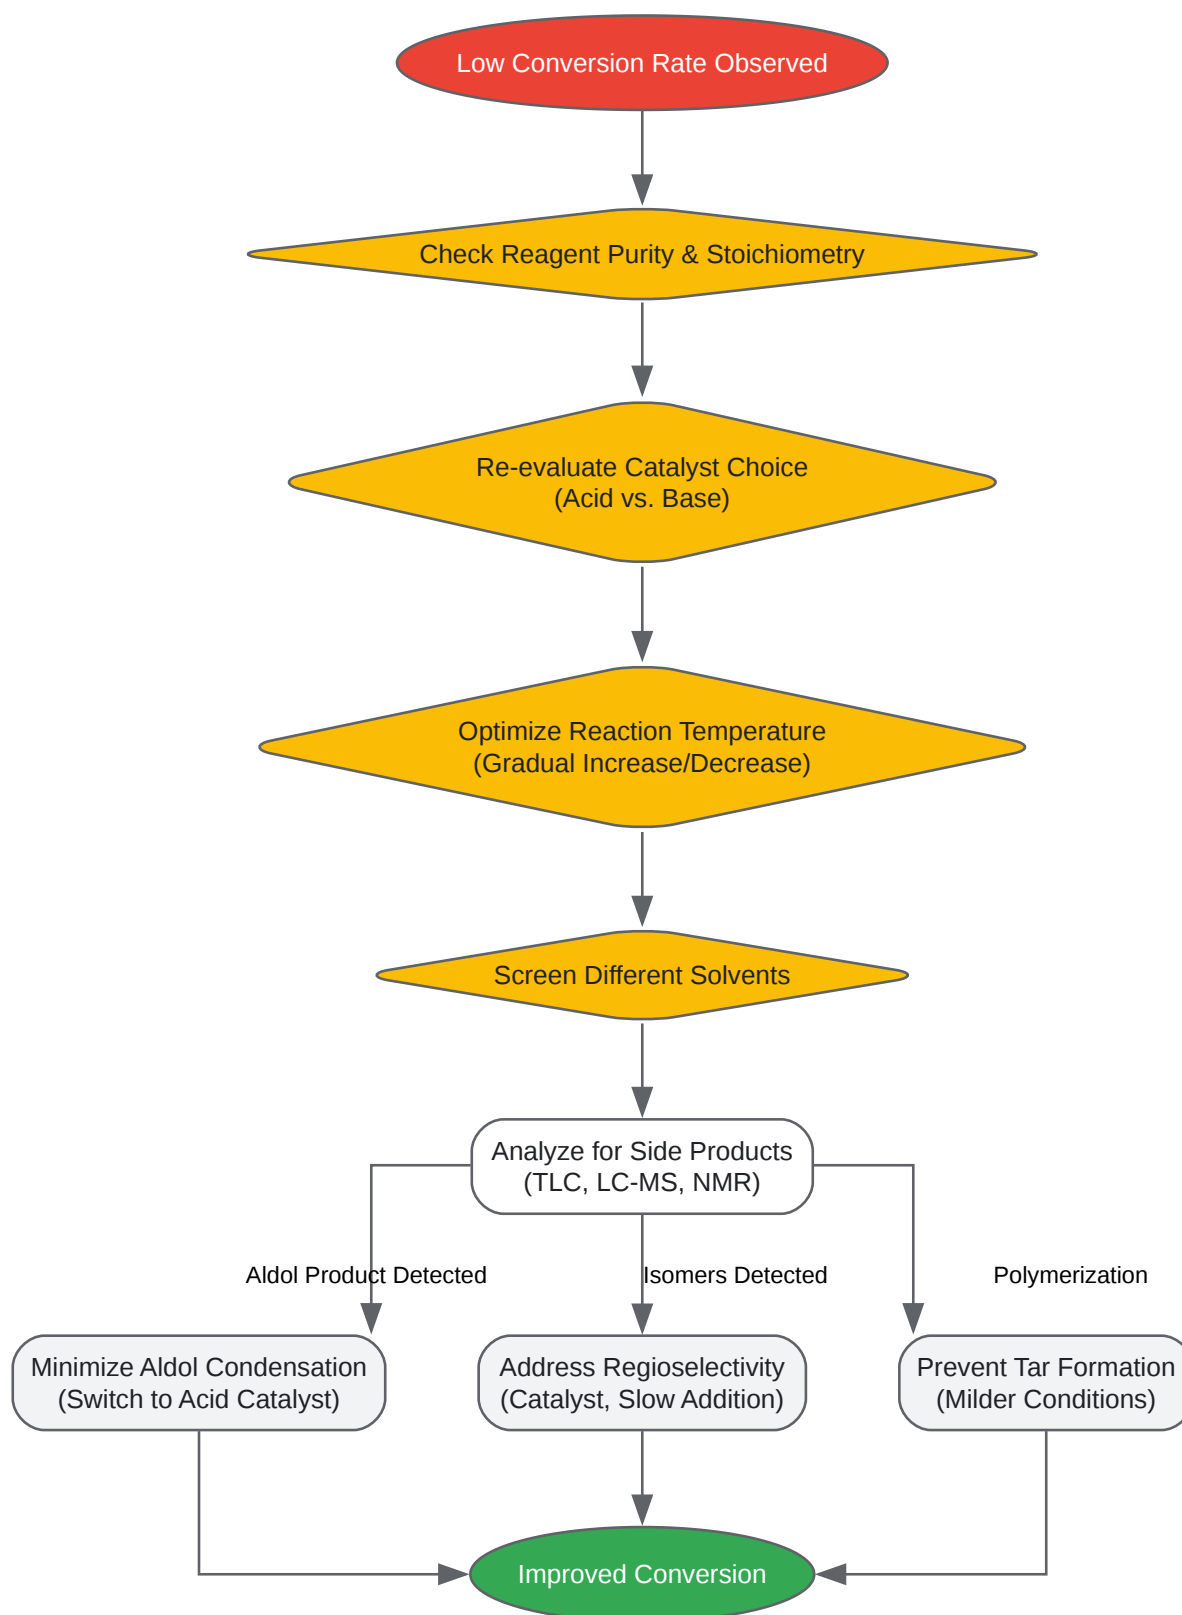 Low Conversion Rate Observed
Check Reagent Purity & Stoichiometry
Re-evaluate Catalyst Choice
(Acid vs. Base)
Optimize Reaction Temperature
(Gradual Increase/Decrease)
Screen Different Solvents
Analyze for Side Products
(TLC, LC-MS, NMR)
Aldol Product Detected
Isomers Detected
Polymerization
Minimize Aldol Condensation
(Switch to Acid Catalyst)
Address Regioselectivity
(Catalyst, Slow Addition)
Prevent Tar Formation
(Milder Conditions)
Improved Conversion